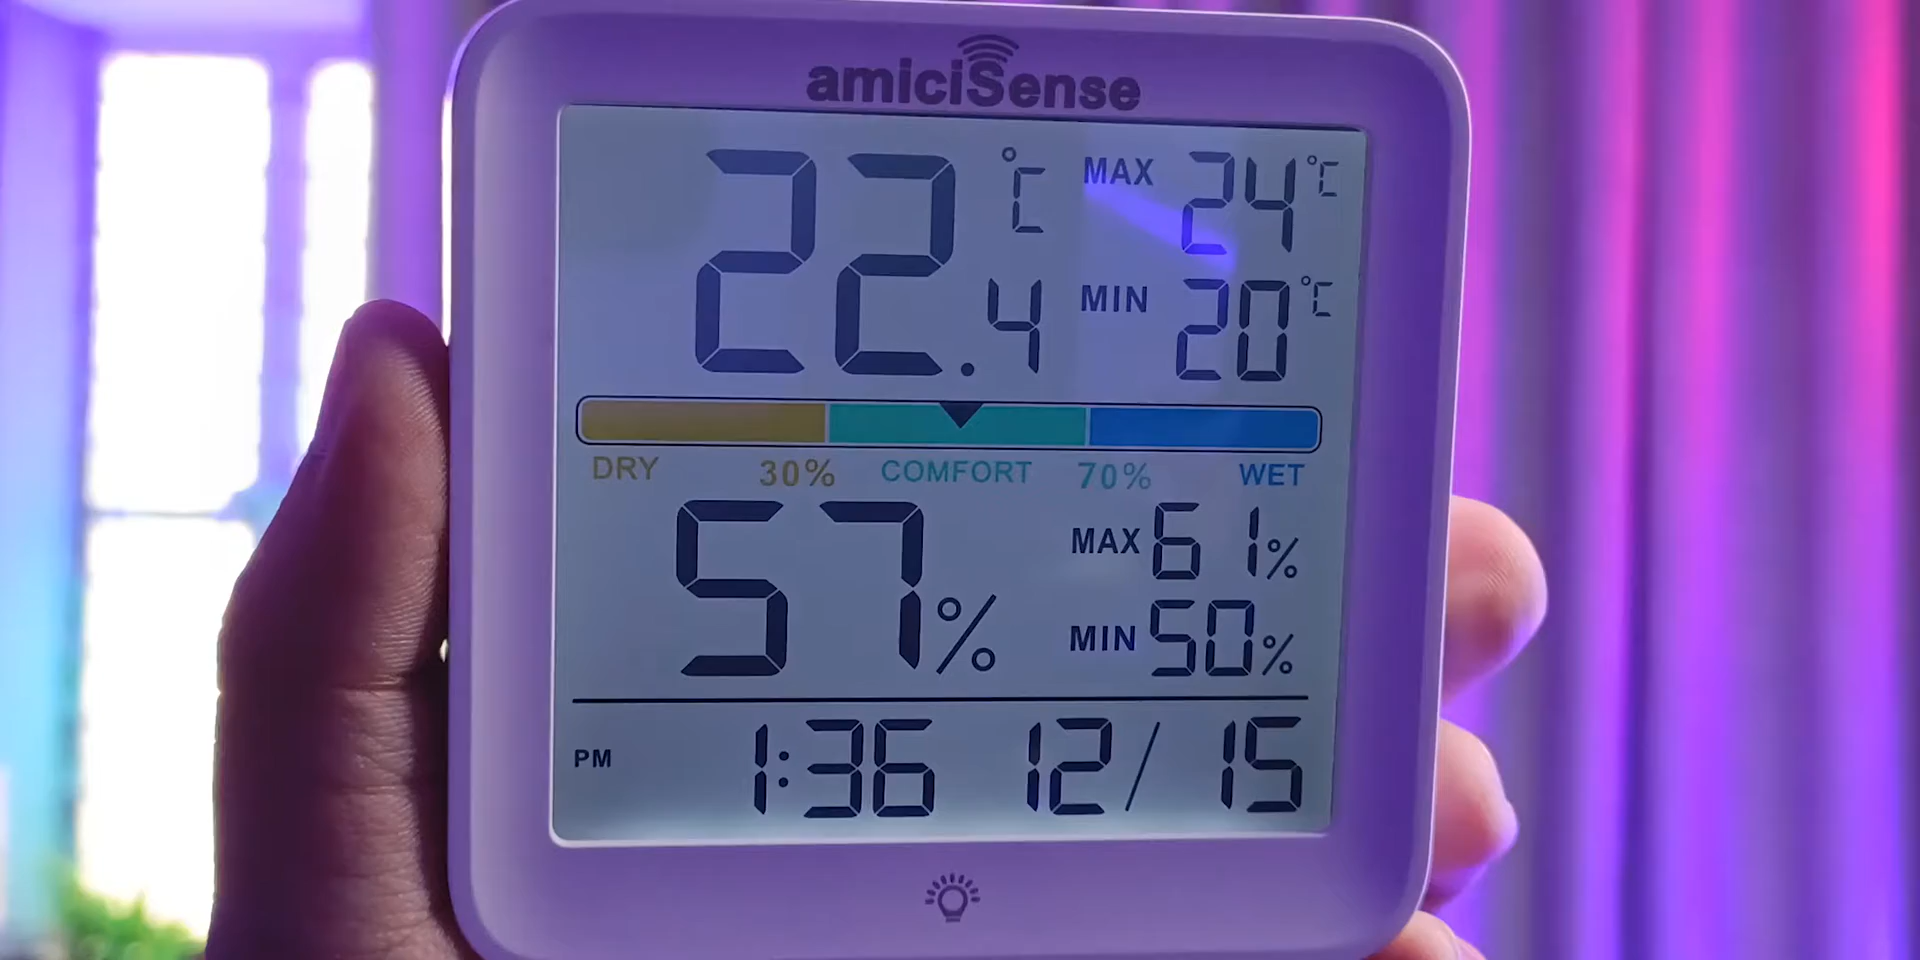 amiciSense
22.4 °C MAX 24 °C
MIN 20 °C
DRY 30% COMFORT 70% WET
57% MAX 61%
MIN 50%
PM 1:36 12/15